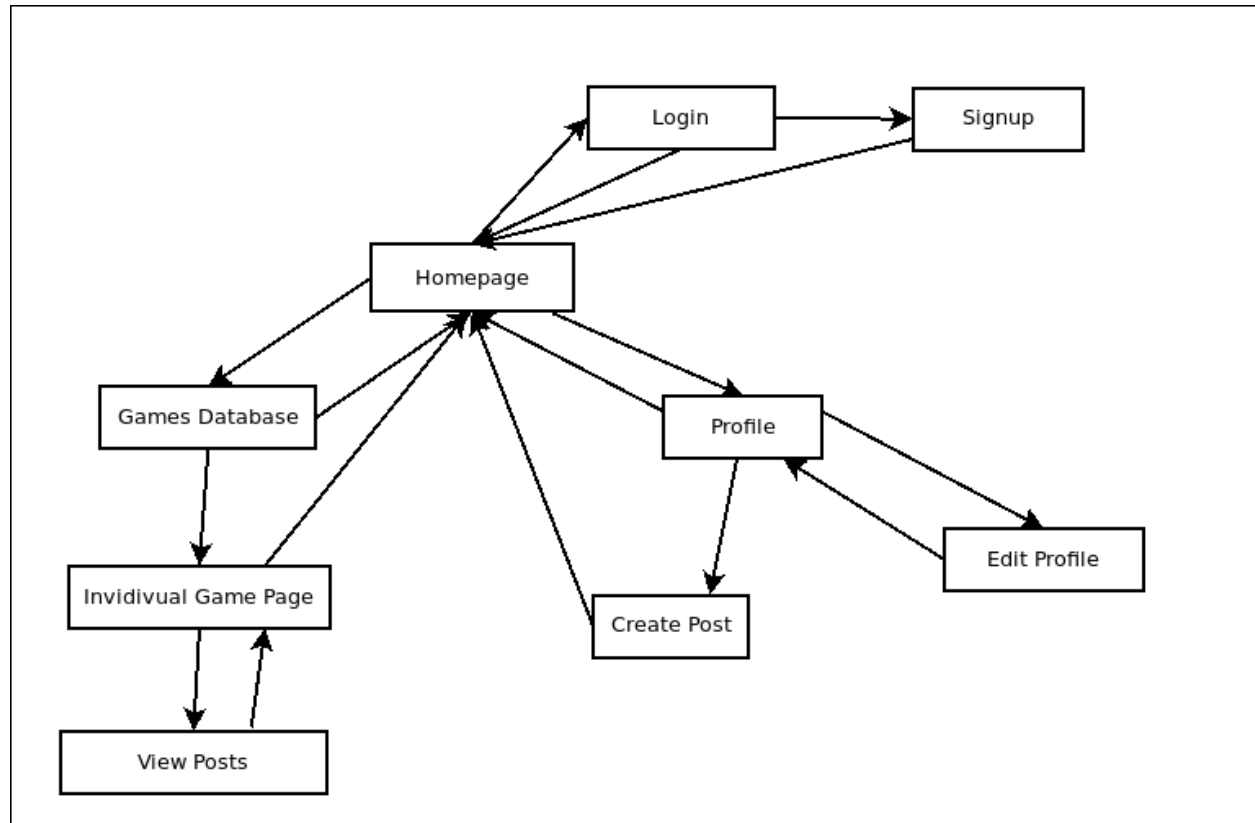 Login
Signup
Homepage
Games Database
Profile
Edit Profile
Invidivual Game Page
Create Post
View Posts